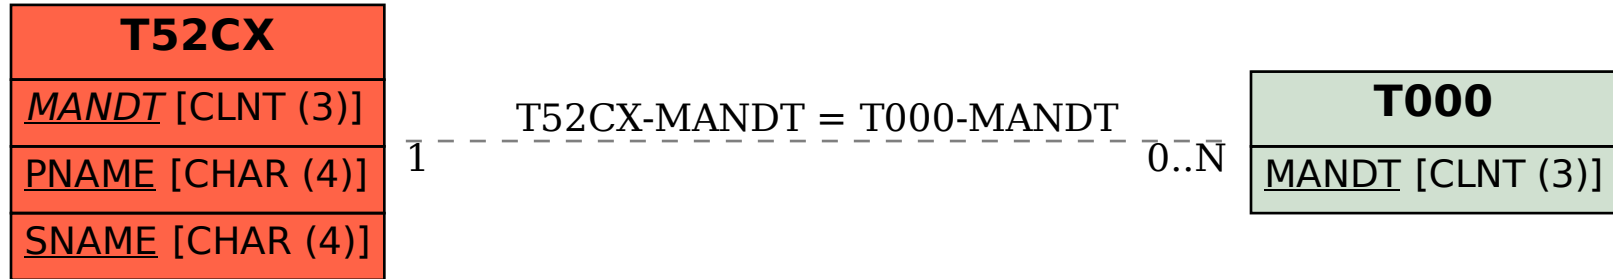 T52CX
MANDT [CLNT (3)]
PNAME [CHAR (4)]
SNAME [CHAR (4)]
T52CX-MANDT = T000-MANDT
1
0..N
T000
MANDT [CLNT (3)]